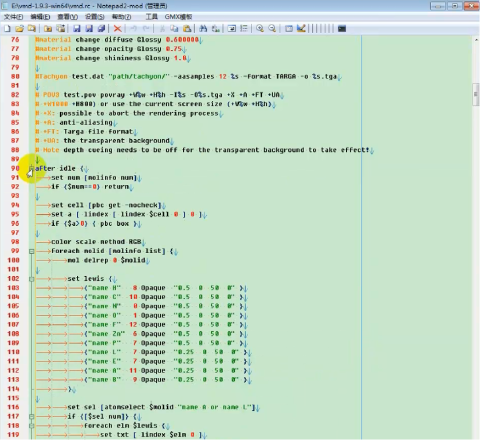 E:\vmd-1.9.3-win64\vmd.rc - Notepad2-mod (管理员)
文件(F) 编辑(E) 查看(V) 设置(S) 帮助(?) 工具 GMX模板
76 #material change diffuse Glossy 0.680000
77 #material change opacity Glossy 0.75
78 #material change shininess Glossy 1.0
79
80 #Tachyon test.dat "path/tachyon/" -aasamples 12 %s -format TARGA -o %s.tga
81
82 # POV3 test.pov povray +W%w +H%h -I%s -O%s.tga +X +A +FT +UA
83 # +W1000 +H800) or use the current screen size (+W%w +H%h)
84 # +X: possible to abort the rendering process
85 # +A: anti-aliasing
86 # +FT: Targa file format
87 # +UA: the transparent background
88 # Note depth cueing needs to be off for the transparent background to take effect!
89
90 after idle {
91 set num [molinfo num]
92 if {$num==0} return
93
94 set cell [pbc get -nocheck]
95 set a [ lindex [ lindex $cell 0 ] 0 ]
96 if {$a>0} { pbc box }
97
98 color scale method RGB
99 foreach molid [molinfo list] {
100 mol delrep 0 $molid
101
102 set lewis {
103 {"name H" 8 Opaque "0.5 0 50 0" }
104 {"name C" 10 Opaque "0.5 0 50 0" }
105 {"name N" 0 Opaque "0.5 0 50 0" }
106 {"name O" 1 Opaque "0.5 0 50 0" }
107 {"name F" 12 Opaque "0.5 0 50 0" }
108 {"name Zn" 6 Opaque "0.5 0 50 0" }
109 {"name P" 7 Opaque "0.5 0 50 0" }
110 {"name L" 7 Opaque "0.25 0 50 0" }
111 {"name E" 7 Opaque "0.25 0 50 0" }
112 {"name A" 11 Opaque "0.25 0 50 0" }
113 {"name B" 9 Opaque "0.25 0 50 0" }
114 }
115
116 set sel [atomselect $molid "name A or name L"]
117 if {[$sel num]} {
118 foreach elm $lewis {
119 set txt [ lindex $elm 0 ]